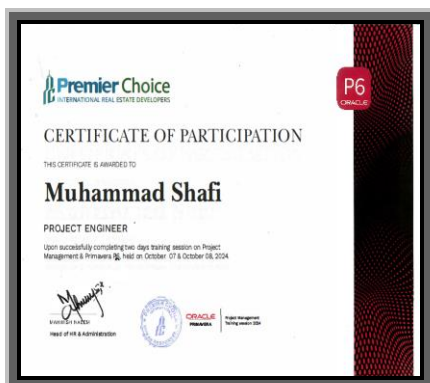 Premier Choice
INTERNATIONAL REAL ESTATE DEVELOPERS
P6
ORACLE
CERTIFICATE OF PARTICIPATION
THIS CERTIFICATE IS AWARDED TO
Muhammad Shafi
PROJECT ENGINEER
Upon successfully completing two days training session on Project
Management & Primavera P6, held on October 07 & October 08, 2024
Head of HR & Administration
ORACLE
PRIMAVERA
Project Management
Training session 2024